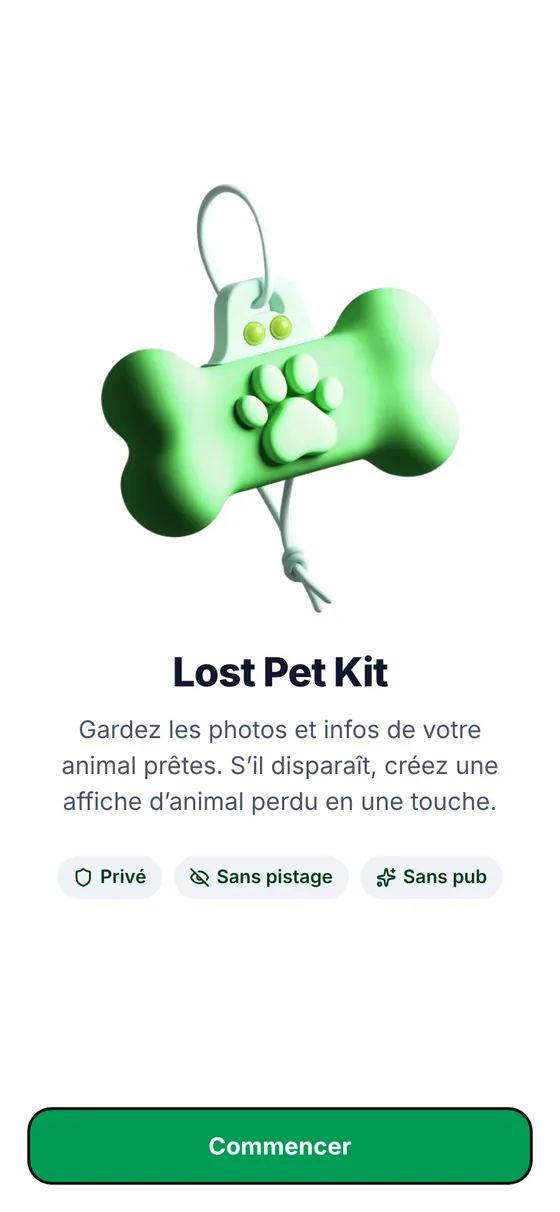 Lost Pet Kit
Gardez les photos et infos de votre
animal prêtes. S’il disparaît, créez une
affiche d’animal perdu en une touche.
Privé
Sans pistage
Sans pub
Commencer